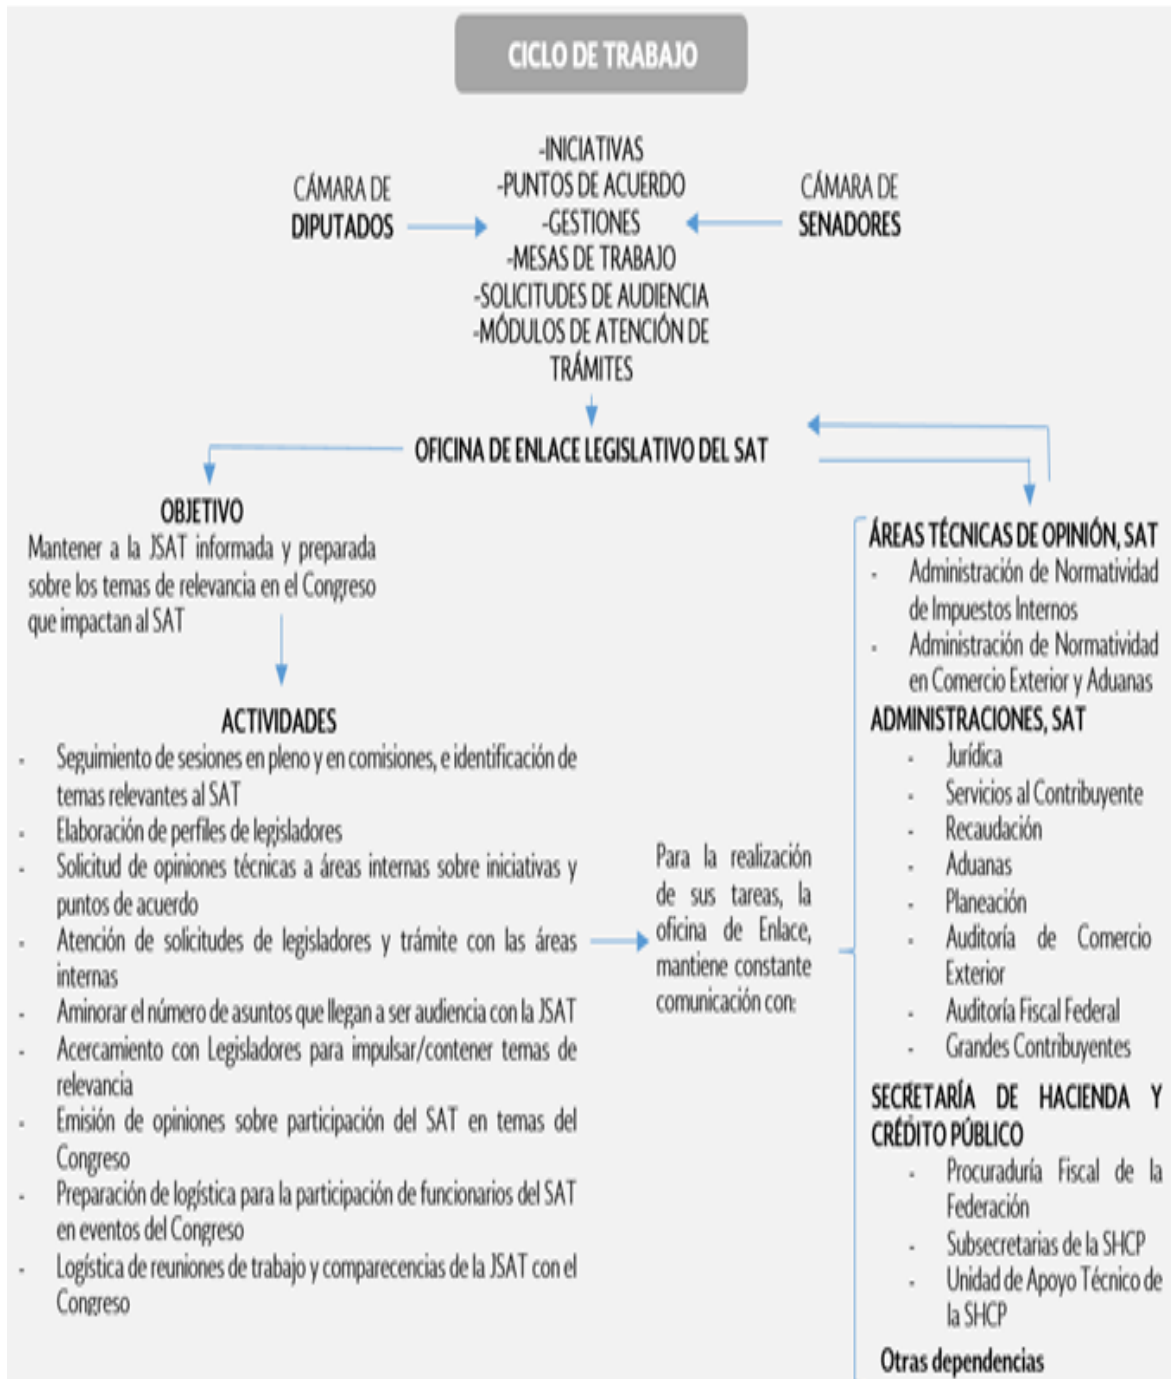 CICLO DE TRABAJO
-INICIATIVAS
-PUNTOS DE ACUERDO
-GESTIONES
-MESAS DE TRABAJO
-SOLICITUDES DE AUDIENCIA
-MÓDULOS DE ATENCIÓN DE
TRÁMITES
CÁMARA DE
DIPUTADOS
CÁMARA DE
SENADORES
OFICINA DE ENLACE LEGISLATIVO DEL SAT
OBJETIVO
Mantener a la JSAT informada y preparada
sobre los temas de relevancia en el Congreso
que impactan al SAT
ACTIVIDADES
- Seguimiento de sesiones en pleno y en comisiones, e identificación de
temas relevantes al SAT
- Elaboración de perfiles de legisladores
- Solicitud de opiniones técnicas a áreas internas sobre iniciativas y
puntos de acuerdo
- Atención de solicitudes de legisladores y trámite con las áreas
internas
- Aminorar el número de asuntos que llegan a ser audiencia con la JSAT
- Acercamiento con Legisladores para impulsar/contener temas de
relevancia
- Emisión de opiniones sobre participación del SAT en temas del
Congreso
- Preparación de logística para la participación de funcionarios del SAT
en eventos del Congreso
- Logística de reuniones de trabajo y comparecencias de la JSAT con el
Congreso
Para la realización
de sus tareas, la
oficina de Enlace,
mantiene constante
comunicación con:
ÁREAS TÉCNICAS DE OPINIÓN, SAT
- Administración de Normatividad
de Impuestos Internos
- Administración de Normatividad
en Comercio Exterior y Aduanas
ADMINISTRACIONES, SAT
- Jurídica
- Servicios al Contribuyente
- Recaudación
- Aduanas
- Planeación
- Auditoría de Comercio
Exterior
- Auditoría Fiscal Federal
- Grandes Contribuyentes
SECRETARÍA DE HACIENDA Y
CRÉDITO PÚBLICO
- Procuraduría Fiscal de la
Federación
- Subsecretarias de la SHCP
- Unidad de Apoyo Técnico de
la SHCP
Otras dependencias